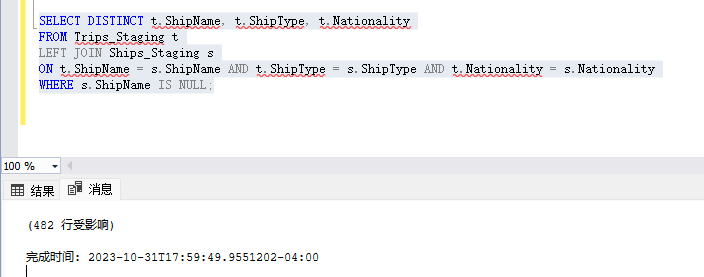 SELECT DISTINCT t.ShipName, t.ShipType, t.Nationality
FROM Trips_Staging t
LEFT JOIN Ships_Staging s
ON t.ShipName = s.ShipName AND t.ShipType = s.ShipType AND t.Nationality = s.Nationality
WHERE s.ShipName IS NULL;
100 %
结果 消息
(482 行受影响)
完成时间: 2023-10-31T17:59:49.9551202-04:00